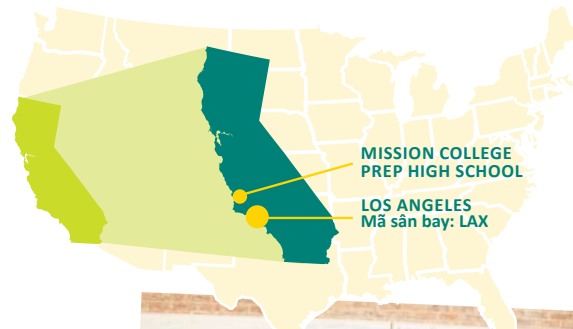 MISSION COLLEGE
PREP HIGH SCHOOL
LOS ANGELES
Mã sân bay: LAX